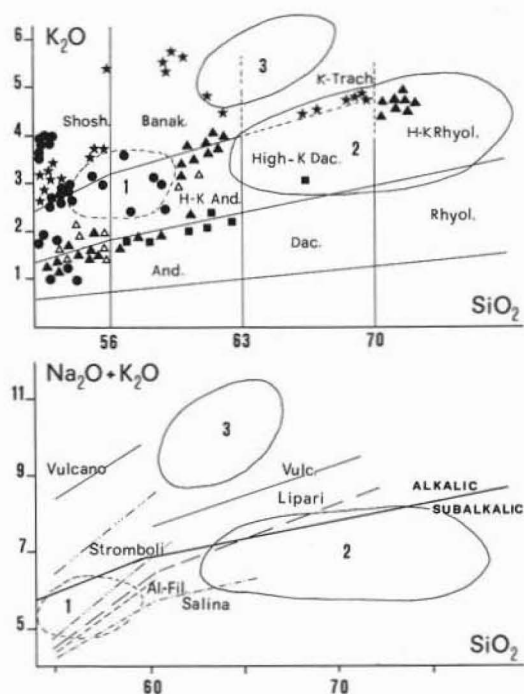 K₂O
6
5
4
3
2
1
3
K-Trach.
Shosh.
Banak.
1
2
High-K Dac.
H-K Rhyol.
H-K And.
Rhyol.
And.
Dac.
SiO₂
56
63
70
Na₂O+K₂O
11
9
7
5
3
Vulcano
Vulc.
Lipari
ALKALIC
SUBALKALIC
Stromboli
2
1
Al-Fil
Salina
SiO₂
60
70